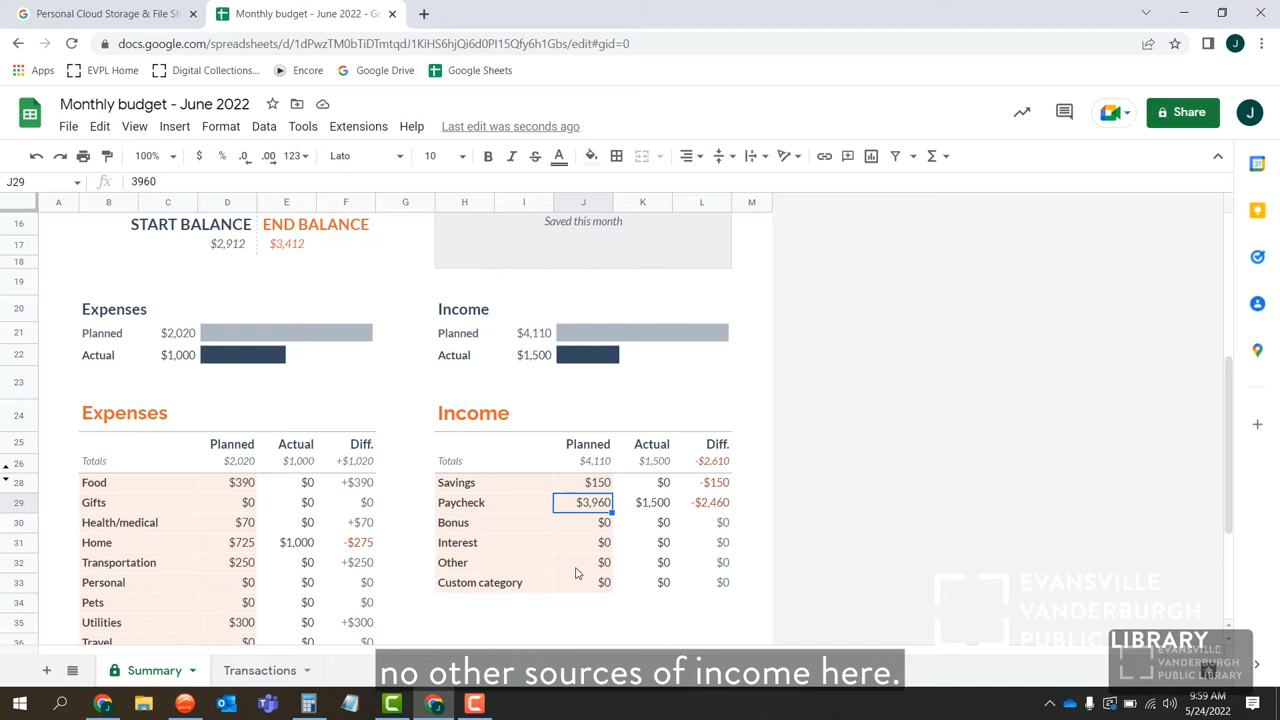 Personal Cloud Storage & File Sh
Monthly budget - June 2022 - Go
docs.google.com/spreadsheets/d/1dPwzTM0bTiDTmtqdJ1KiHS6hjQi6d0PI15Qfy6h1Gbs/edit#gid=0
Apps EVPL Home Digital Collections... Encore Google Drive Google Sheets
Monthly budget - June 2022
File Edit View Insert Format Data Tools Extensions Help Last edit was seconds ago
Share J
100% $ % .0 .00 123 Lato 10 B I S A
J29 fx 3960
A B C D E F G H I J K L M
16 START BALANCE END BALANCE Saved this month
17 $2,912 $3,412
18
19
20 Expenses Income
21 Planned $2,020 Planned $4,110
22 Actual $1,000 Actual $1,500
23
24 Expenses Income
25 Planned Actual Diff. Planned Actual Diff.
26 Totals $2,020 $1,000 +$1,020 Totals $4,110 $1,500 -$2,610
28 Food $390 $0 +$390 Savings $150 $0 -$150
29 Gifts $0 $0 $0 Paycheck $3,960 $1,500 -$2,460
30 Health/medical $70 $0 +$70 Bonus $0 $0 $0
31 Home $725 $1,000 -$275 Interest $0 $0 $0
32 Transportation $250 $0 +$250 Other $0 $0 $0
33 Personal $0 $0 $0 Custom category $0 $0 $0
34 Pets $0 $0 $0
35 Utilities $300 $0 +$300
36 Travel $0 $0 $0
EVANSVILLE
VANDERBURGH
PUBLIC LIBRARY
EVANSVILLE
VANDERBURGH
PUBLIC LIBRARY
Summary Transactions
no other sources of income here.
9:59 AM
5/24/2022